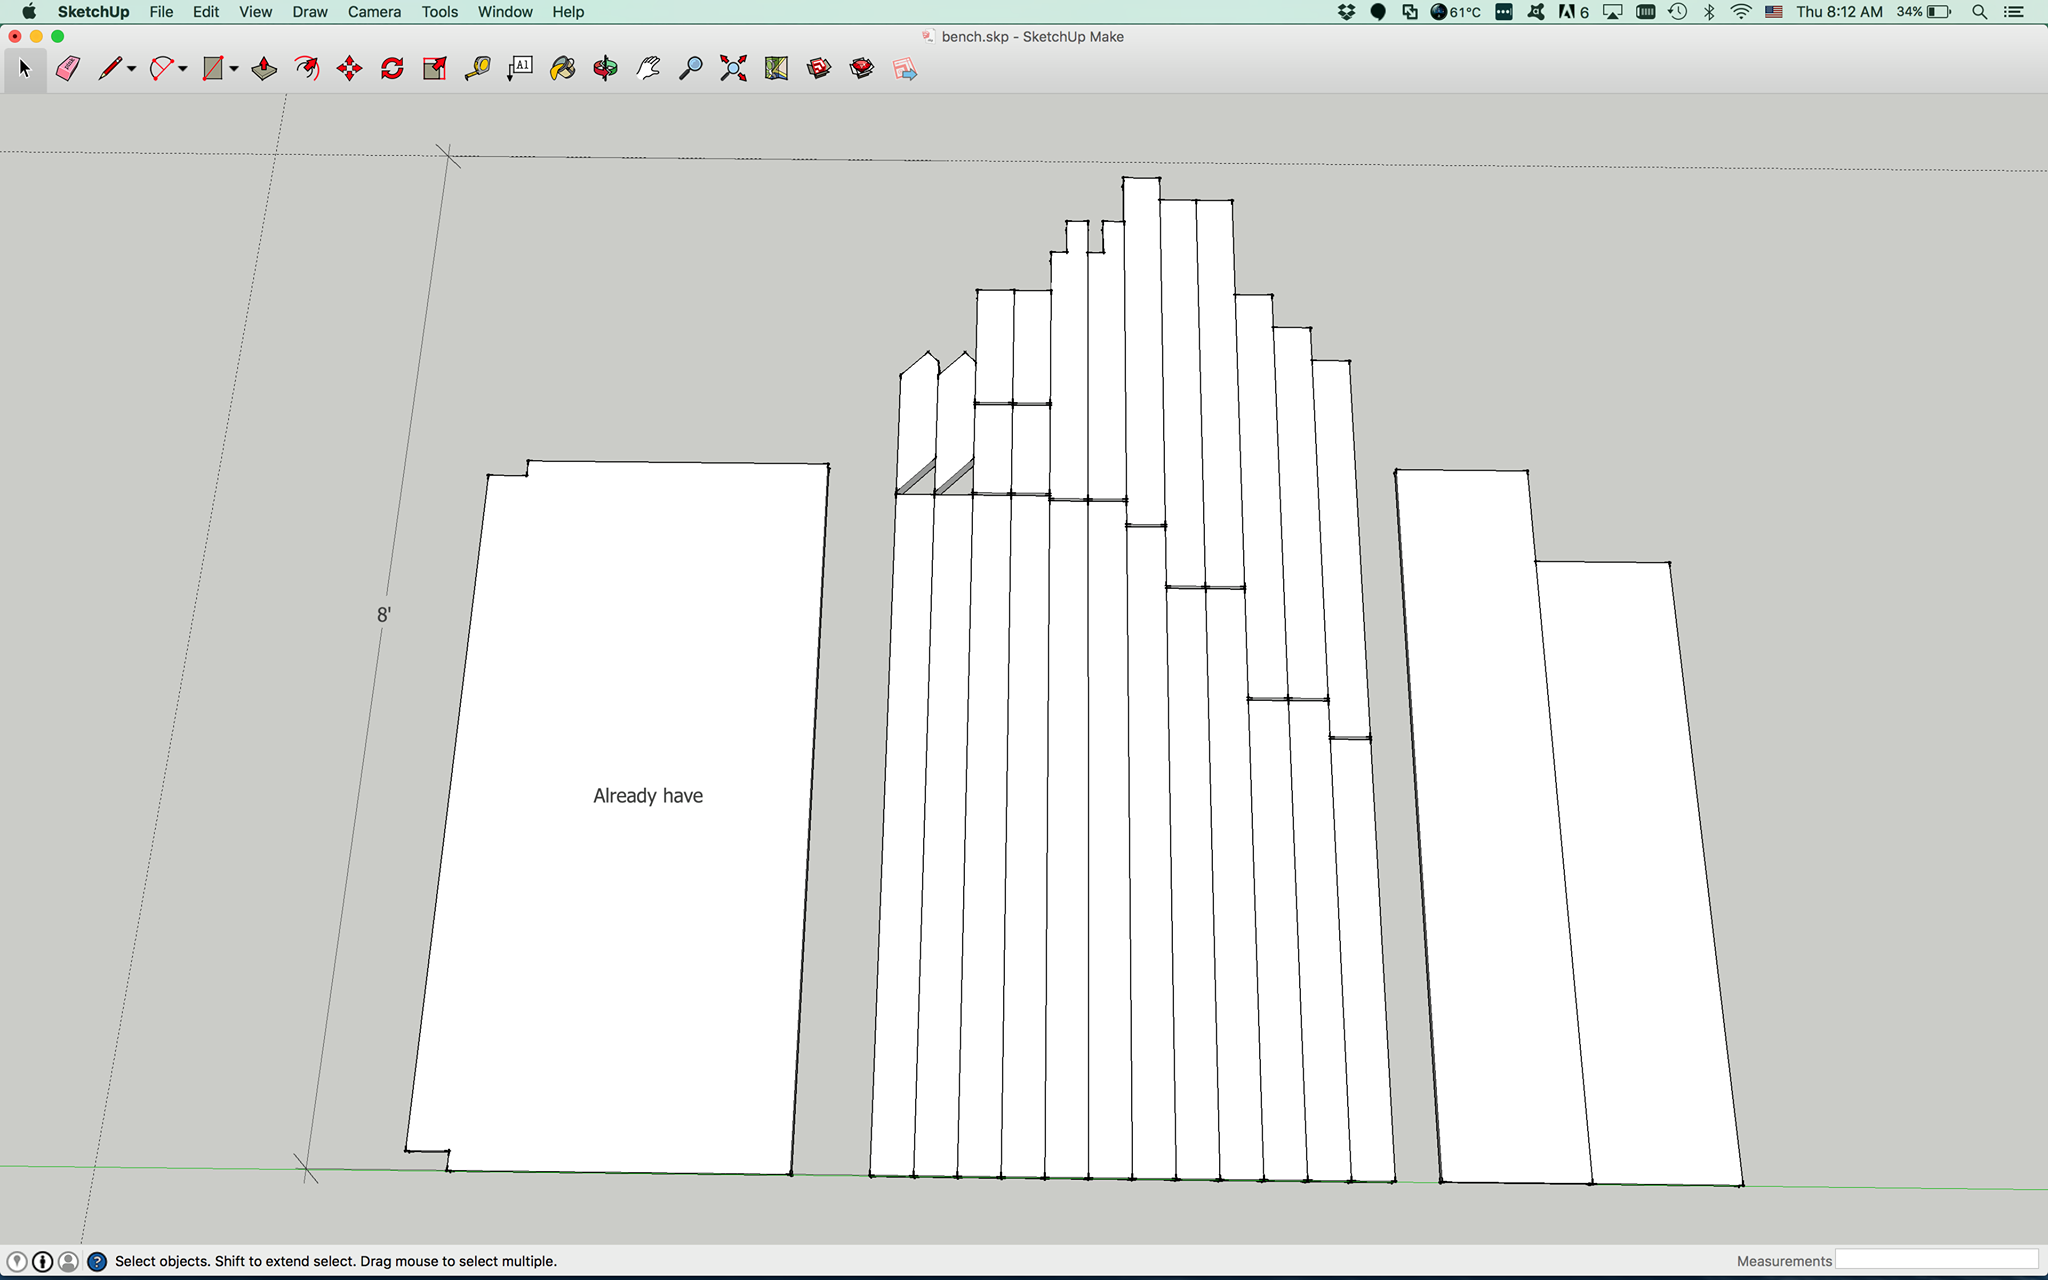 SketchUp File Edit View Draw Camera Tools Window Help 61°C 6 Thu 8:12 AM 34%
bench.skp - SketchUp Make
A1
8'
Already have
Select objects. Shift to extend select. Drag mouse to select multiple. Measurements